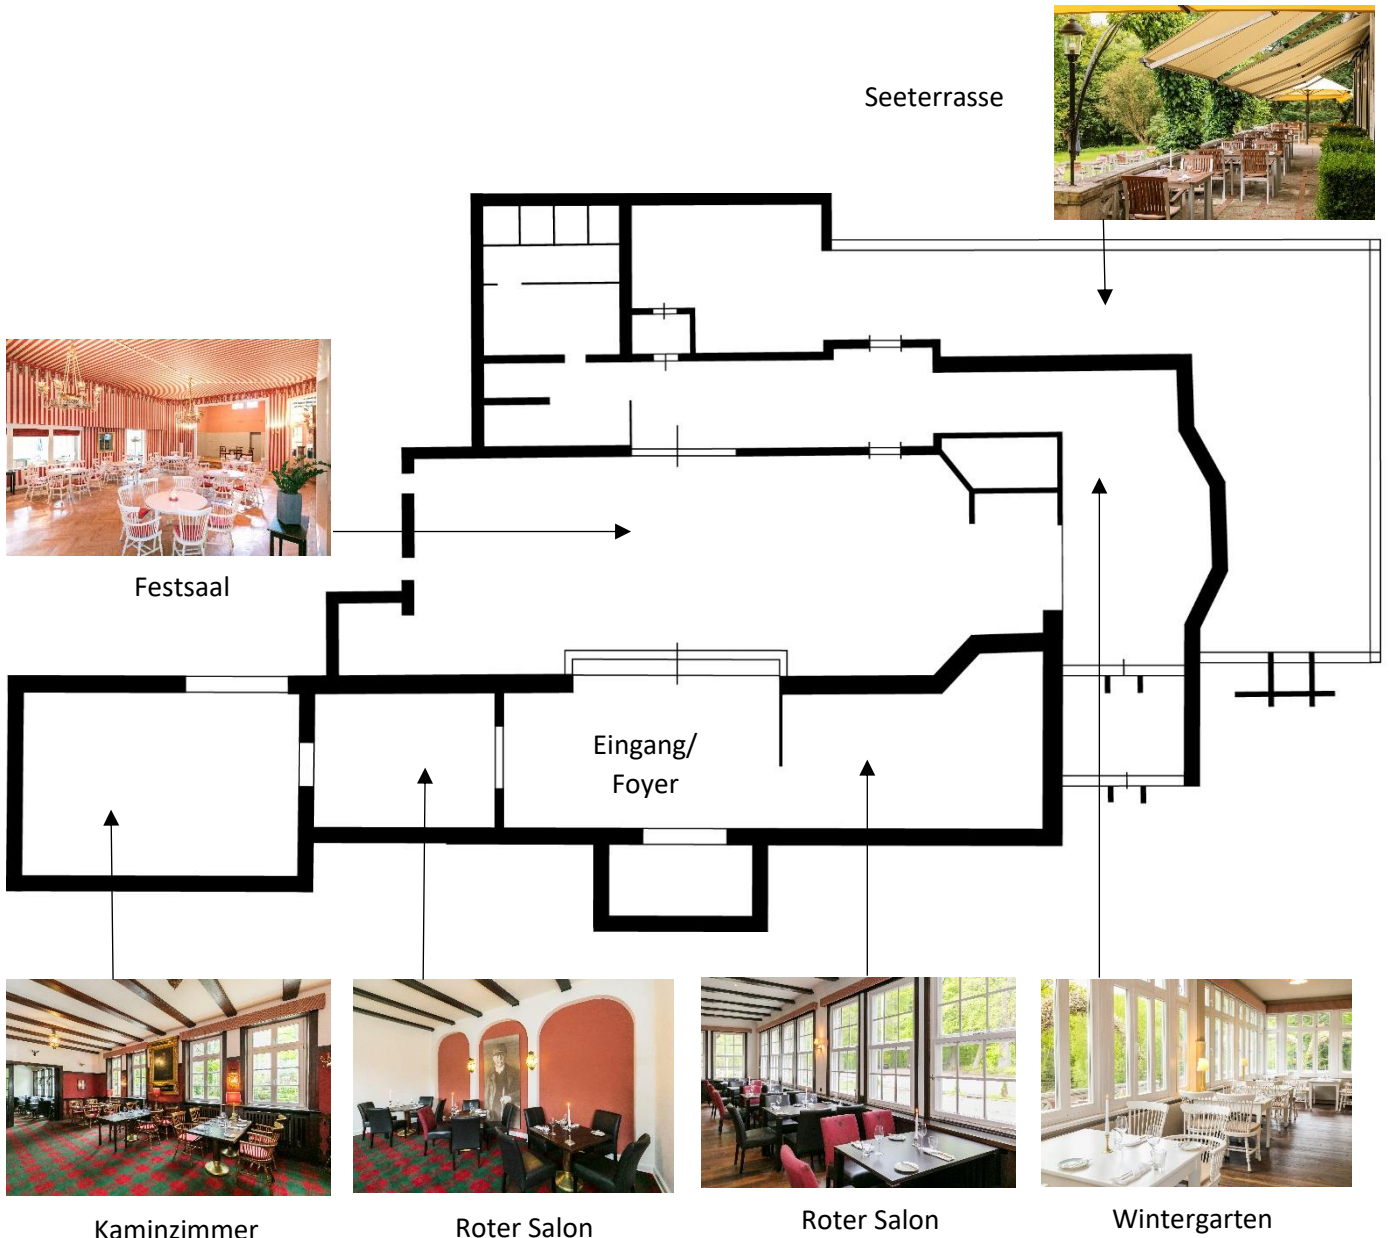 Seeterrasse
Festsaal
Eingang/
Foyer
Kaminzimmer
Roter Salon
Roter Salon
Wintergarten